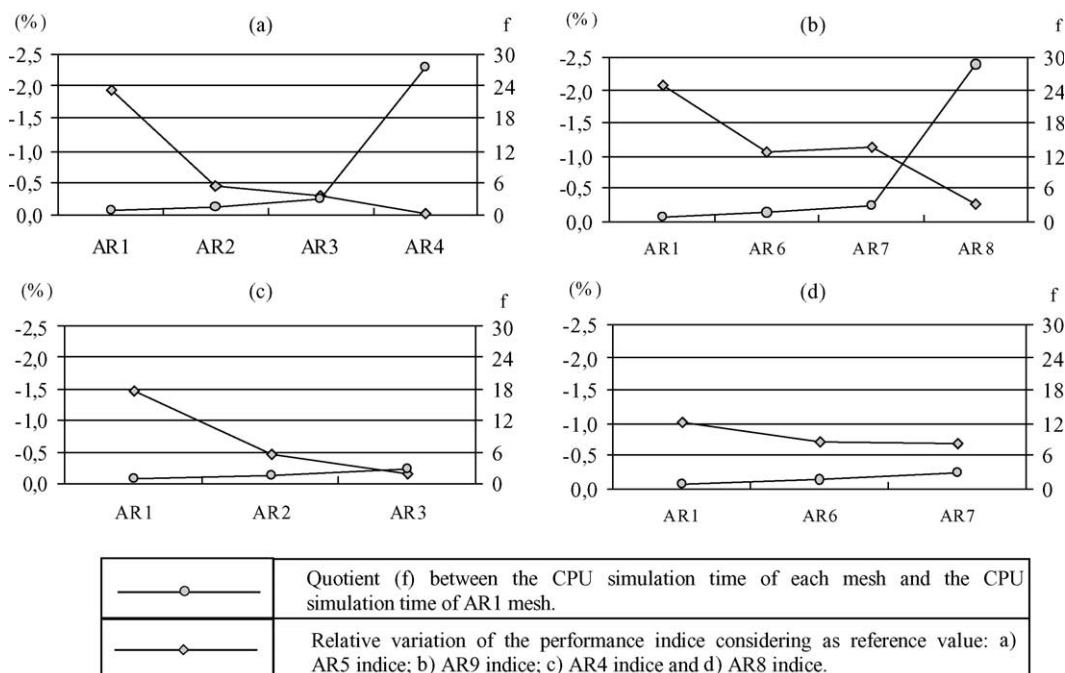 (%) (a) f
-2,5 30
-2,0 24
-1,5 18
-1,0 12
-0,5 6
0,0 0
AR1 AR2 AR3 AR4
(%) (b) f
-2,5 30
-2,0 24
-1,5 18
-1,0 12
-0,5 6
0,0 0
AR1 AR6 AR7 AR8
(%) (c) f
-2,5 30
-2,0 24
-1,5 18
-1,0 12
-0,5 6
0,0 0
AR1 AR2 AR3
(%) (d) f
-2,5 30
-2,0 24
-1,5 18
-1,0 12
-0,5 6
0,0 0
AR1 AR6 AR7
Quotient (f) between the CPU simulation time of each mesh and the CPU
simulation time of AR1 mesh.
Relative variation of the performance indice considering as reference value: a)
AR5 indice; b) AR9 indice; c) AR4 indice and d) AR8 indice.